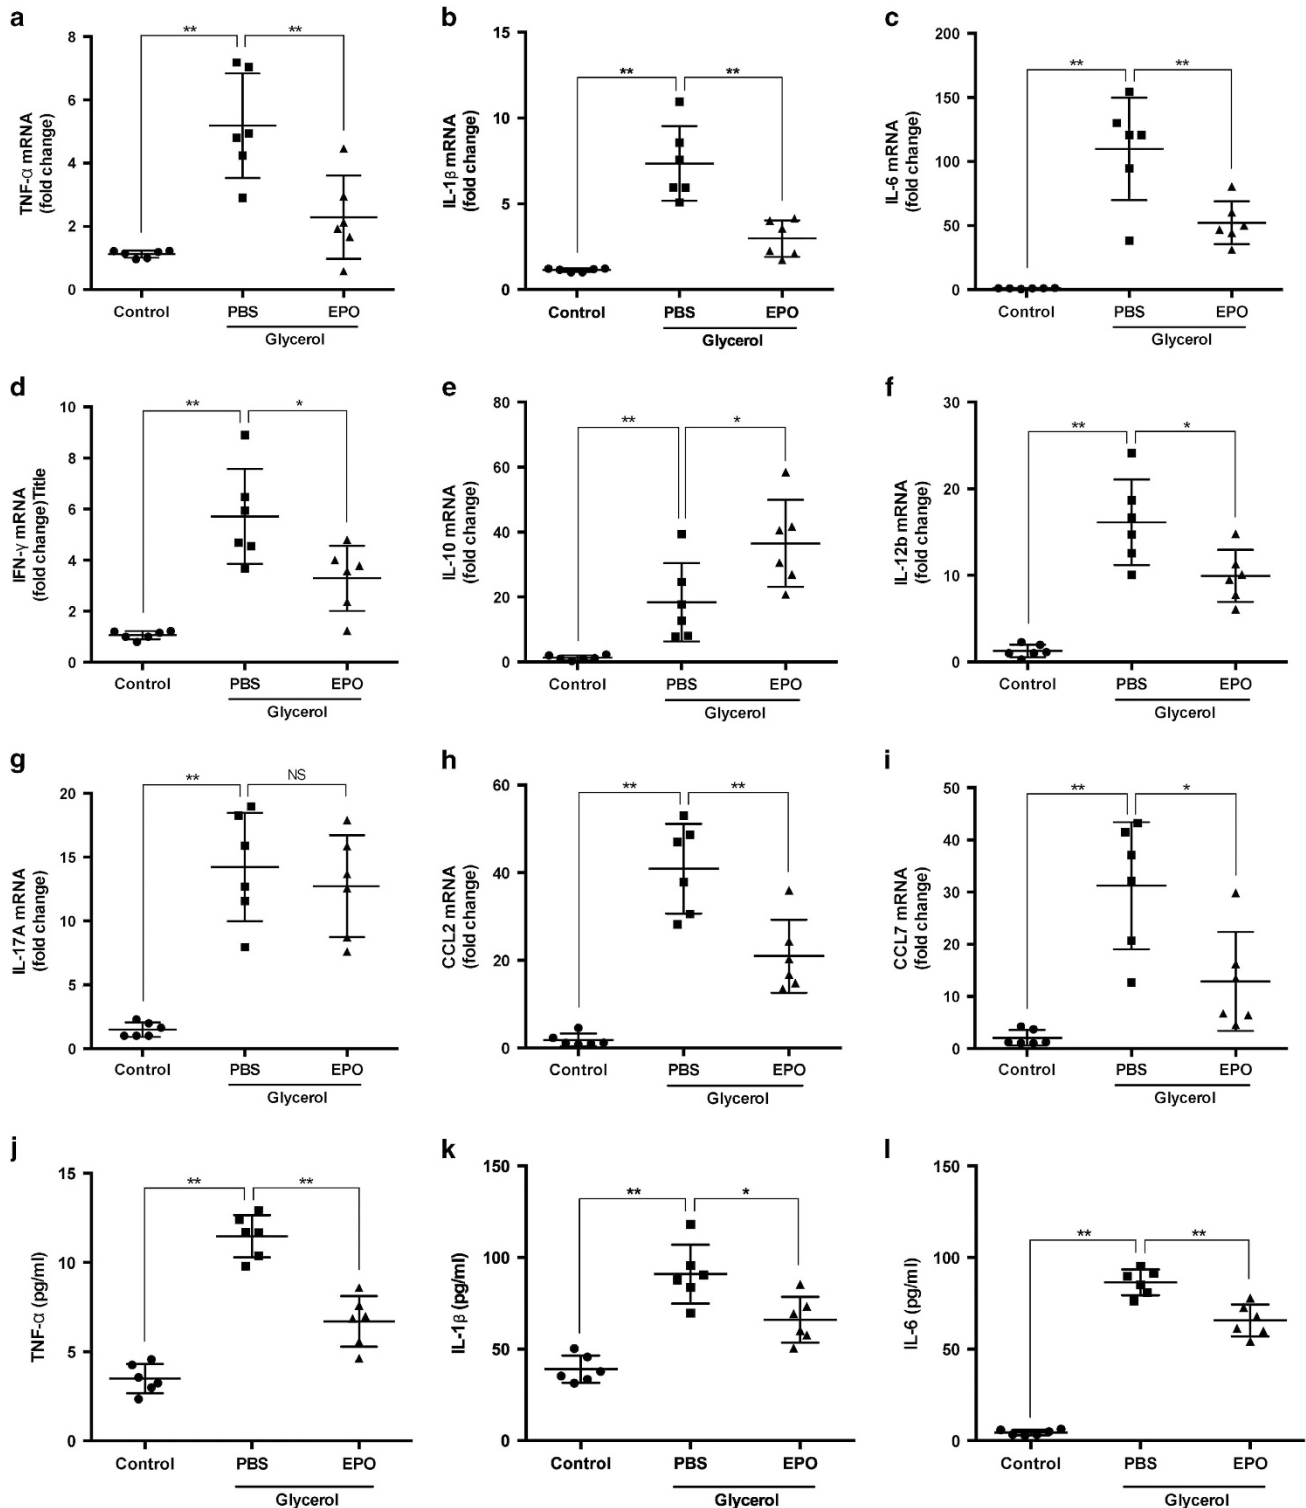 a
TNF-α mRNA
(fold change)
8
6
4
2
0
** **
Control PBS EPO
Glycerol
b
IL-1β mRNA
(fold change)
15
10
5
0
** **
Control PBS EPO
Glycerol
c
IL-6 mRNA
(fold change)
200
150
100
50
0
** **
Control PBS EPO
Glycerol
d
IFN-γ mRNA
(fold change)Title
10
8
6
4
2
0
** *
Control PBS EPO
Glycerol
e
IL-10 mRNA
(fold change)
80
60
40
20
0
** *
Control PBS EPO
Glycerol
f
IL-12b mRNA
(fold change)
30
20
10
0
** *
Control PBS EPO
Glycerol
g
IL-17A mRNA
(fold change)
20
15
10
5
0
** NS
Control PBS EPO
Glycerol
h
CCL2 mRNA
(fold change)
60
40
20
0
** **
Control PBS EPO
Glycerol
i
CCL7 mRNA
(fold change)
50
40
30
20
10
0
** *
Control PBS EPO
Glycerol
j
TNF-α (pg/ml)
15
10
5
0
** **
Control PBS EPO
Glycerol
k
IL-1β (pg/ml)
150
100
50
0
** *
Control PBS EPO
Glycerol
l
IL-6 (pg/ml)
150
100
50
0
** **
Control PBS EPO
Glycerol